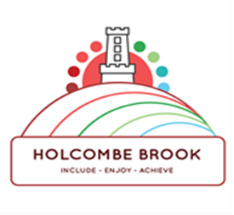 HOLCOMBE BROOK
INCLUDE - ENJOY - ACHIEVE